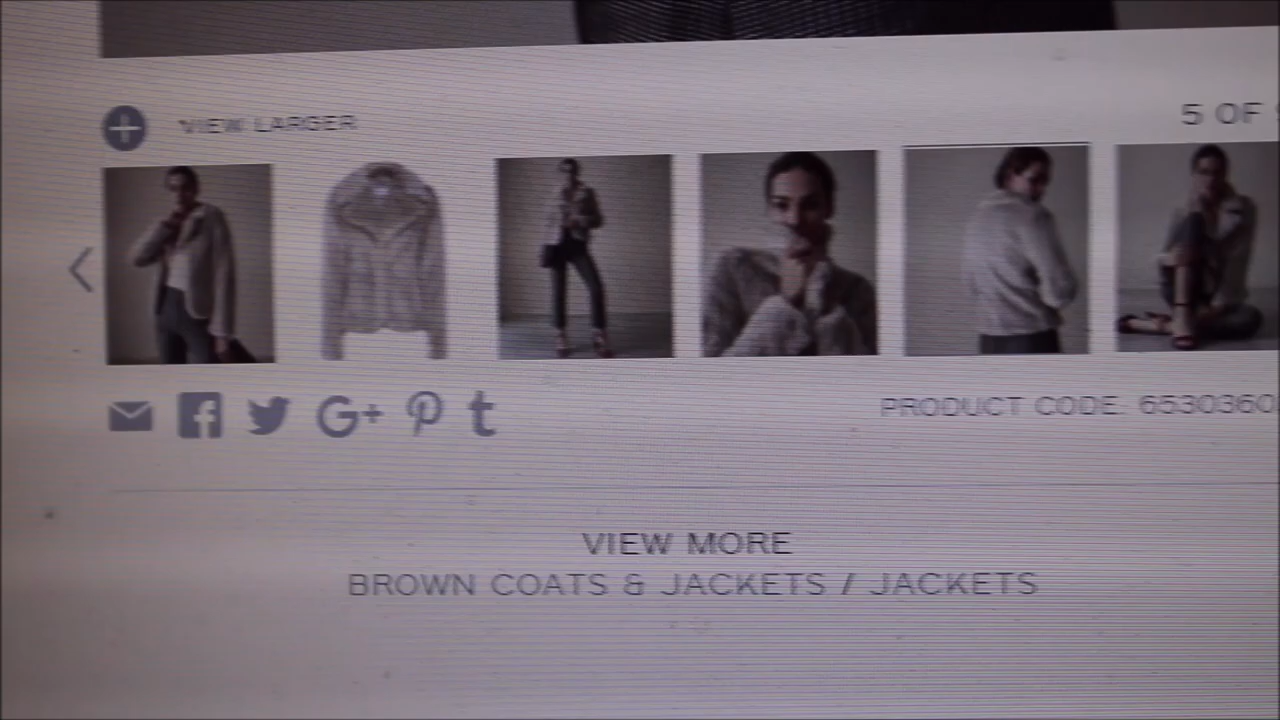 VIEW LARGER
5 OF
PRODUCT CODE 6530360
VIEW MORE
BROWN COATS & JACKETS / JACKETS